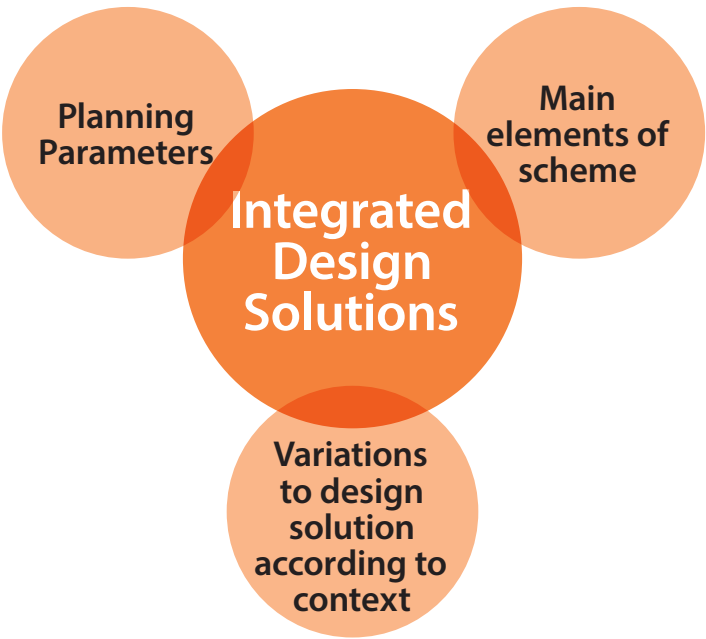 Planning
Parameters
Main
elements of
scheme
Integrated
Design
Solutions
Variations
to design
solution
according to
context